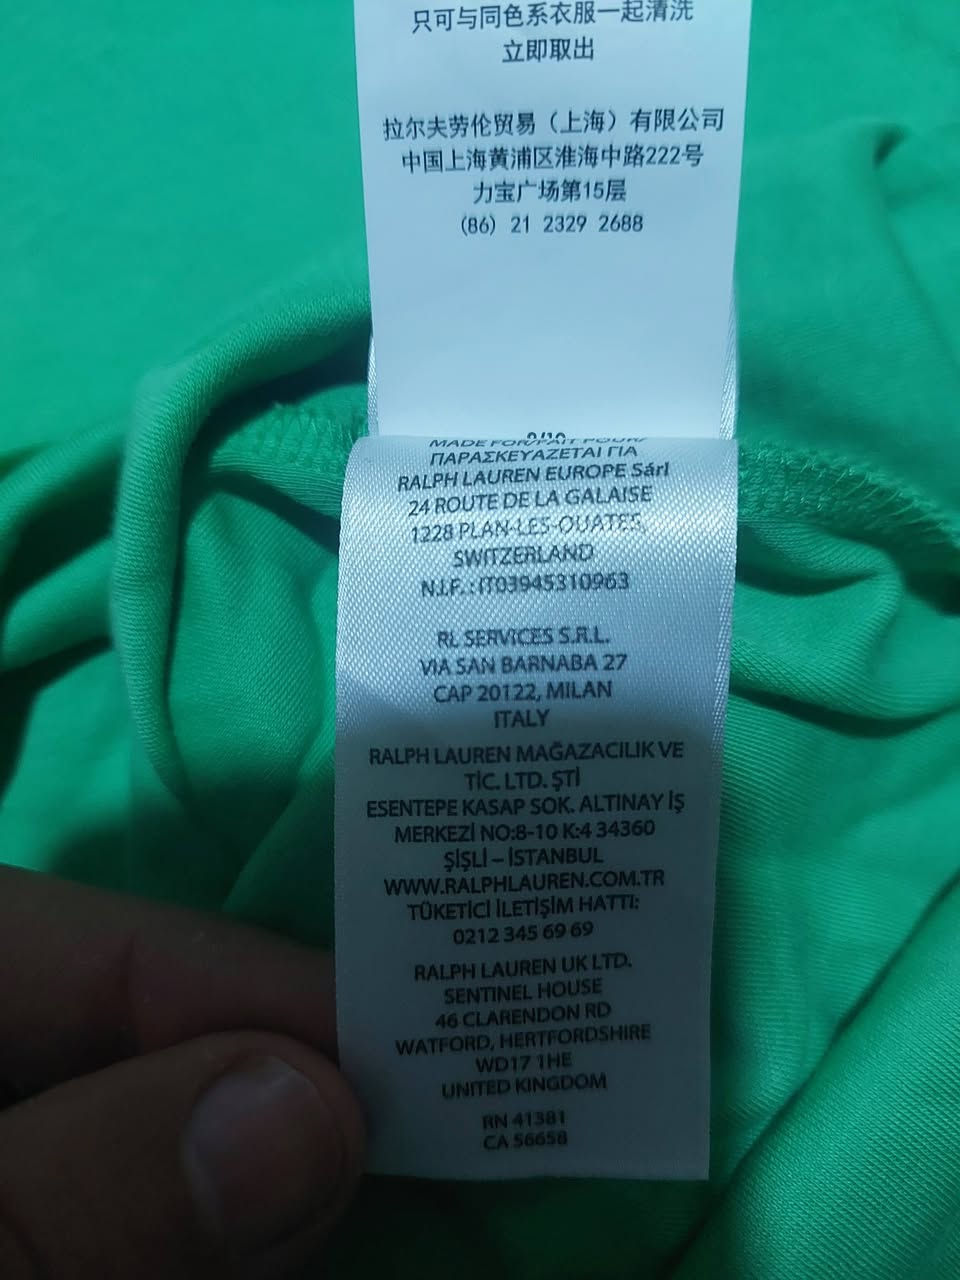 只可与同色系衣服一起清洗
立即取出
拉尔夫劳伦贸易（上海）有限公司
中国上海黄浦区淮海中路222号
力宝广场第15层
(86) 21 2329 2688
9/10
MADE FOR/FAIT POUR/
ΠΑΡΑΣΚΕΥΑΖΕΤΑΙ ΓΙΑ
RALPH LAUREN EUROPE Sárl
24 ROUTE DE LA GALAISE
1228 PLAN-LES-OUATES,
SWITZERLAND
N.I.F. : IT03945310963
RL SERVICES S.R.L.
VIA SAN BARNABA 27
CAP 20122, MILAN
ITALY
RALPH LAUREN MAĞAZACILIK VE
TİC. LTD. ŞTİ
ESENTEPE KASAP SOK. ALTINAY İŞ
MERKEZİ NO:8-10 K:4 34360
ŞİŞLİ – İSTANBUL
WWW.RALPHLAUREN.COM.TR
TÜKETİCİ İLETİŞİM HATTI:
0212 345 69 69
RALPH LAUREN UK LTD.
SENTINEL HOUSE
46 CLARENDON RD
WATFORD, HERTFORDSHIRE
WD17 1HE
UNITED KINGDOM
RN 41381
CA 56658